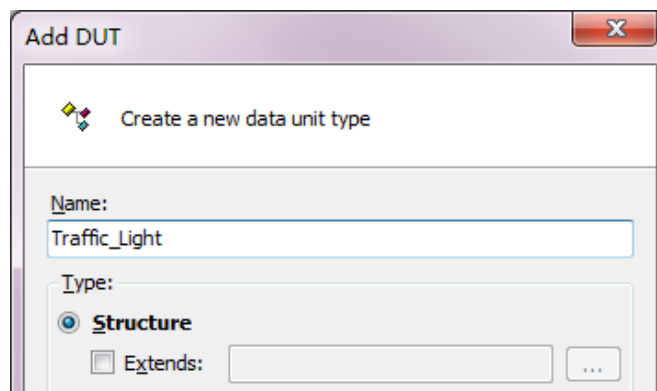 Add DUT
Create a new data unit type
Name:
Traffic_Light
Type:
Structure
Extends:
...